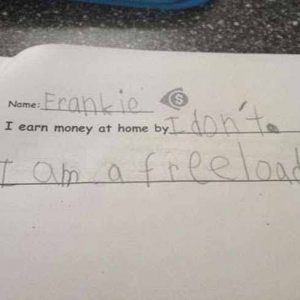 Name: Frankie $
I earn money at home by I don't.
I am a freeload